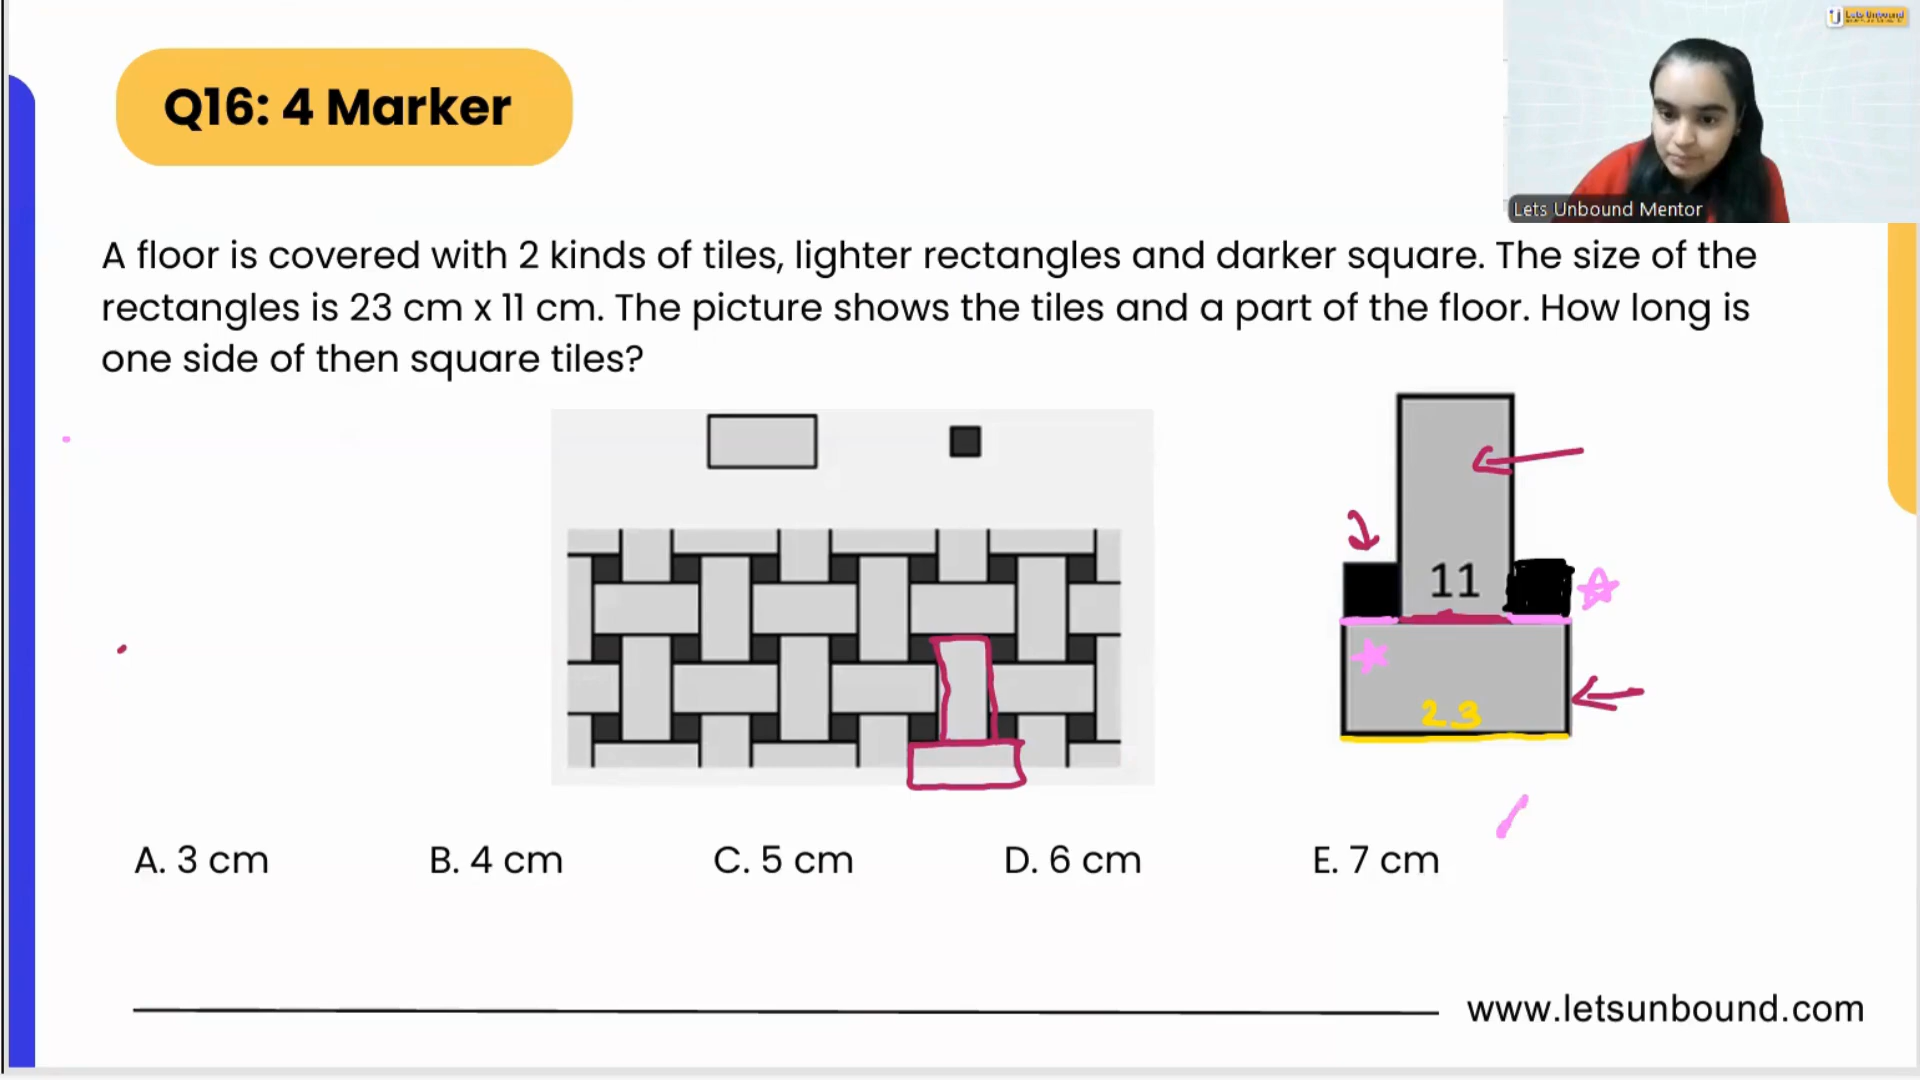 Q16: 4 Marker
Lets Unbound
Lets Unbound Mentor
A floor is covered with 2 kinds of tiles, lighter rectangles and darker square. The size of the
rectangles is 23 cm x 11 cm. The picture shows the tiles and a part of the floor. How long is
one side of then square tiles?
11
23
A. 3 cm
B. 4 cm
C. 5 cm
D. 6 cm
E. 7 cm
www.letsunbound.com